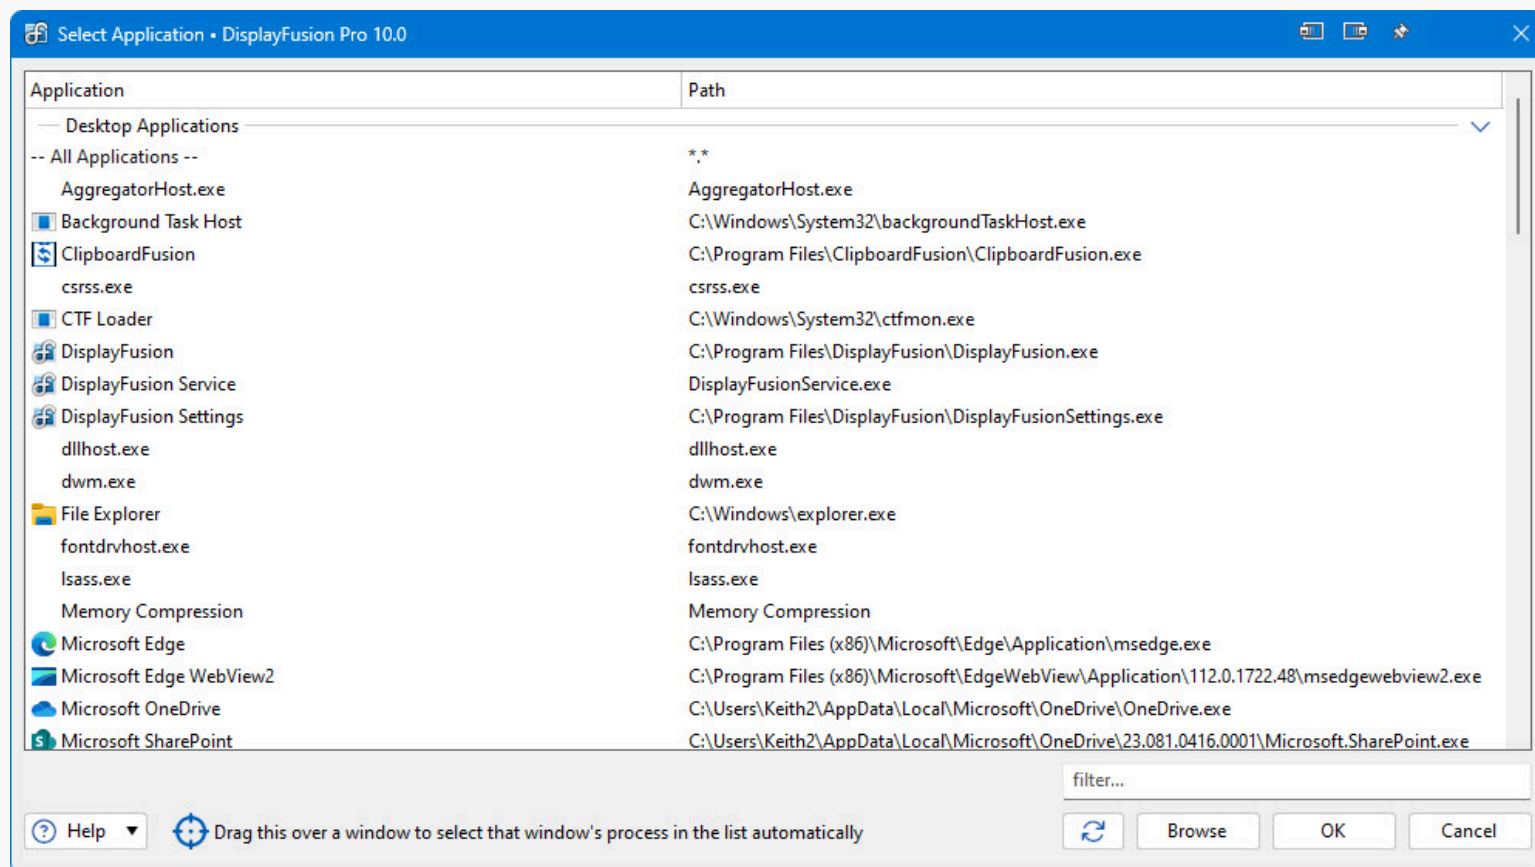 Select Application • DisplayFusion Pro 10.0
Application Path
Desktop Applications
-- All Applications -- *.*
AggregatorHost.exe AggregatorHost.exe
Background Task Host C:\Windows\System32\backgroundTaskHost.exe
ClipboardFusion C:\Program Files\ClipboardFusion\ClipboardFusion.exe
csrss.exe csrss.exe
CTF Loader C:\Windows\System32\ctfmon.exe
DisplayFusion C:\Program Files\DisplayFusion\DisplayFusion.exe
DisplayFusion Service DisplayFusionService.exe
DisplayFusion Settings C:\Program Files\DisplayFusion\DisplayFusionSettings.exe
dllhost.exe dllhost.exe
dwm.exe dwm.exe
File Explorer C:\Windows\explorer.exe
fontdrvhost.exe fontdrvhost.exe
lsass.exe lsass.exe
Memory Compression Memory Compression
Microsoft Edge C:\Program Files (x86)\Microsoft\Edge\Application\msedge.exe
Microsoft Edge WebView2 C:\Program Files (x86)\Microsoft\EdgeWebView\Application\112.0.1722.48\msedgewebview2.exe
Microsoft OneDrive C:\Users\Keith2\AppData\Local\Microsoft\OneDrive\OneDrive.exe
Microsoft SharePoint C:\Users\Keith2\AppData\Local\Microsoft\OneDrive\23.081.0416.0001\Microsoft.SharePoint.exe
filter...
Help Drag this over a window to select that window's process in the list automatically Browse OK Cancel